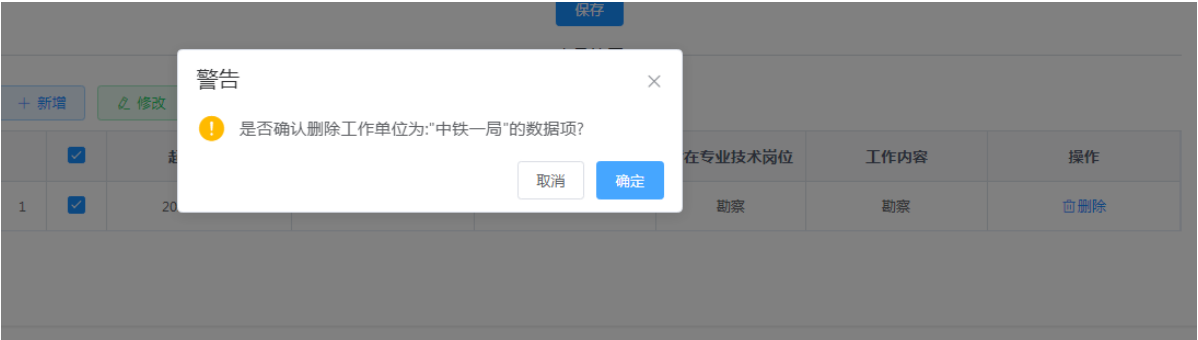 保存
警告
+ 新增
修改
是否确认删除工作单位为:"中铁一局"的数据项?
取消
确定
在专业技术岗位
工作内容
操作
1
20
勘察
勘察
删除